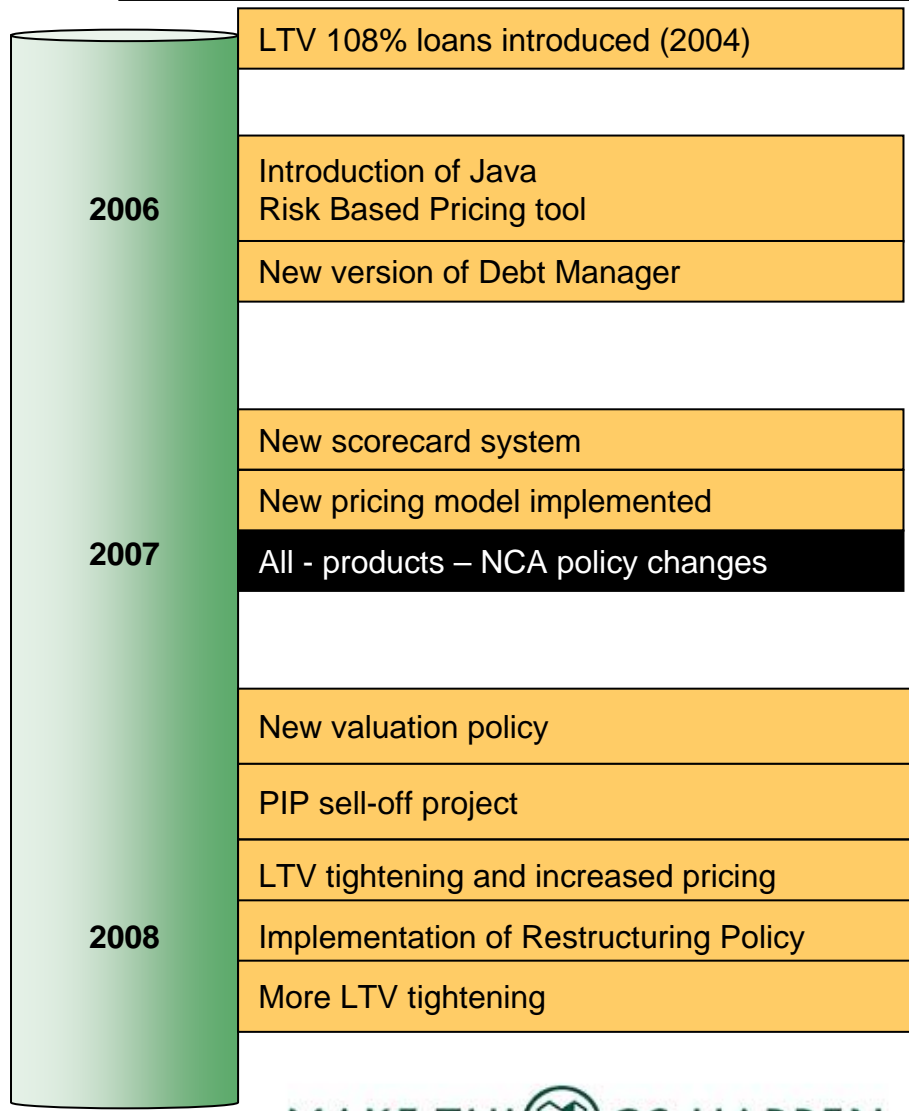 LTV 108% loans introduced (2004)
2006
Introduction of Java
Risk Based Pricing tool
New version of Debt Manager
2007
New scorecard system
New pricing model implemented
All - products – NCA policy changes
2008
New valuation policy
PIP sell-off project
LTV tightening and increased pricing
Implementation of Restructuring Policy
More LTV tightening